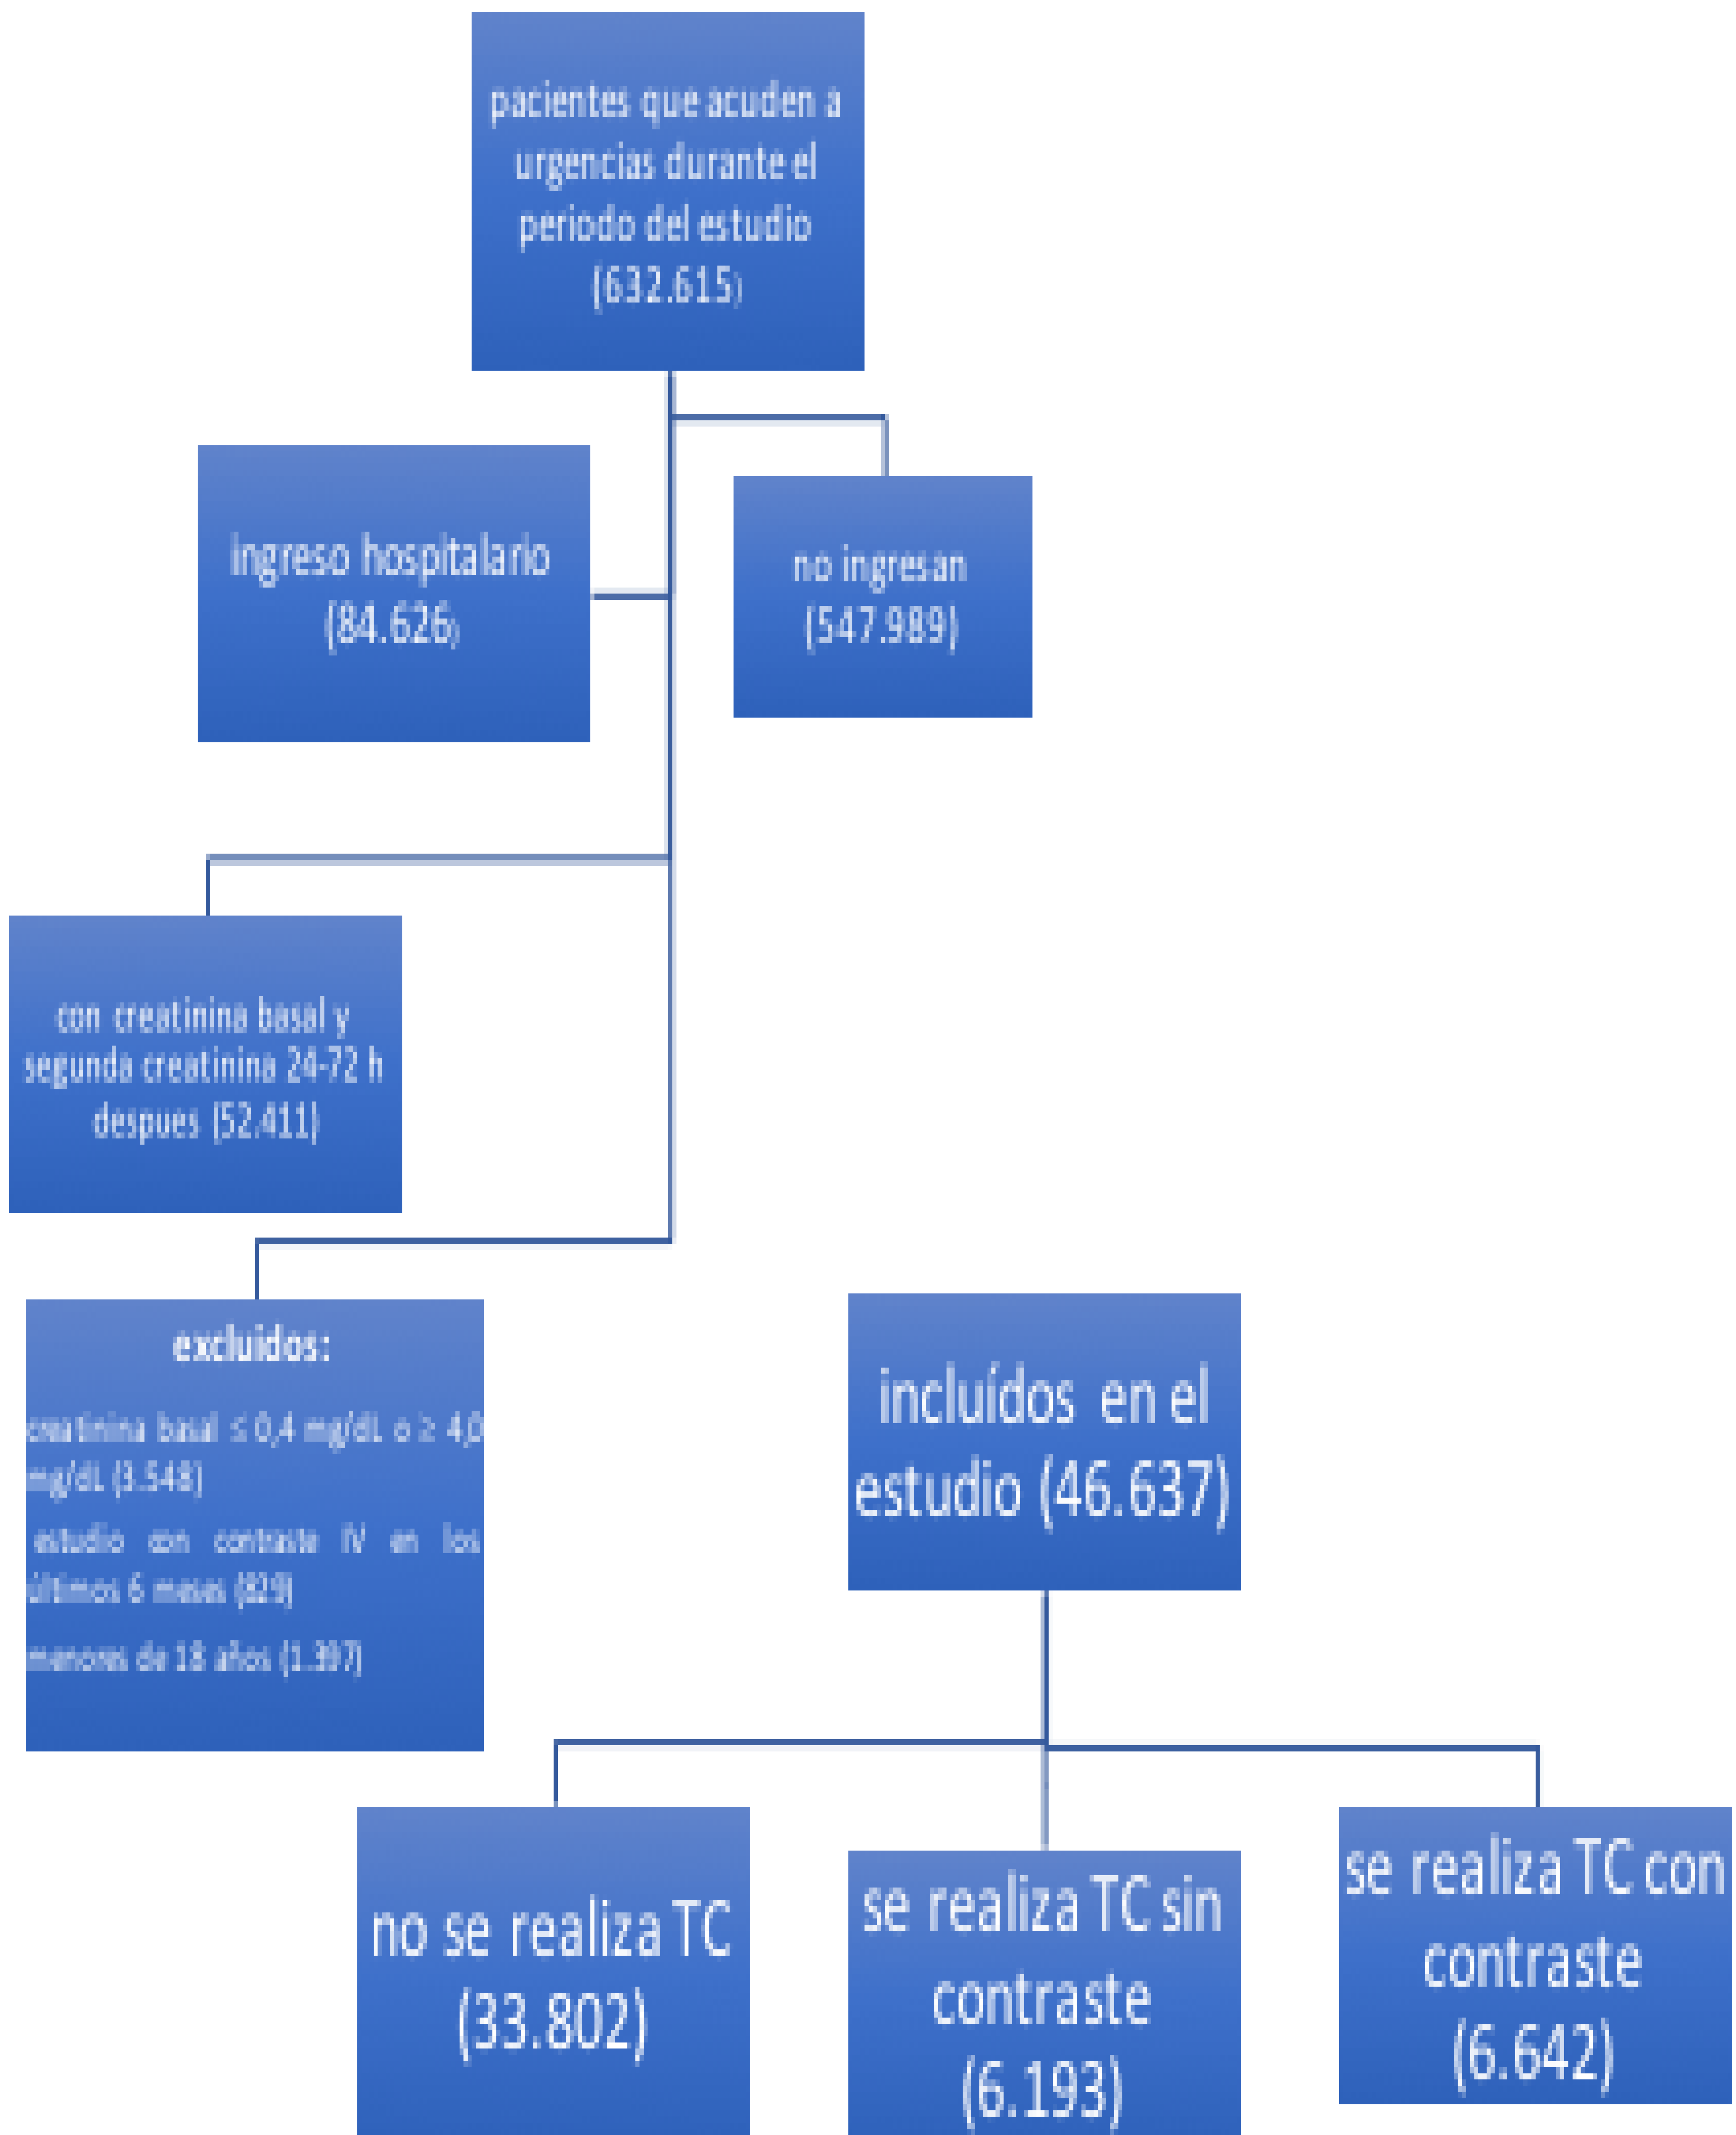 pacientes que acuden a
urgencias durante el
periodo del estudio
(632.615)
ingreso hospitalario
(84.626)
no ingresan
(547.989)
con creatinina basal y
segunda creatinina 24-72 h
despues (52.411)
excluidos:
creatinina basal ≤ 0,4 mg/dL o ≥ 4,0
mg/dL (3.548)
estudio con contraste IV en los
últimos 6 meses (829)
menores de 18 años (1.397)
incluídos en el
estudio (46.637)
no se realiza TC
(33.802)
se realiza TC sin
contraste
(6.193)
se realiza TC con
contraste
(6.642)